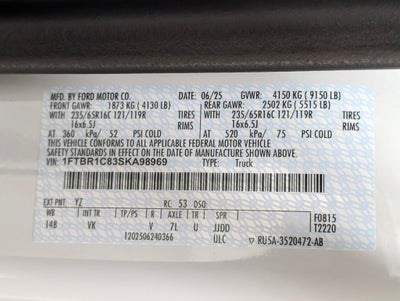 MFD. BY FORD MOTOR CO. DATE: 06/25 GVWR: 4150 KG ( 9150 LB)
FRONT GAWR: 1873 KG ( 4130 LB) REAR GAWR: 2502 KG ( 5515 LB)
WITH 235/65R16C 121/119R WITH 235/65R16C 121/119R
16x6.5J 16x6.5J
AT 360 kPa/ 52 PSI COLD AT 520 kPa/ 75 PSI COLD
THIS VEHICLE CONFORMS TO ALL APPLICABLE FEDERAL MOTOR VEHICLE
SAFETY STANDARDS IN EFFECT ON THE DATE OF MANUFACTURE SHOWN ABOVE.
VIN: 1FTBR1C83SKA98969 TYPE: Truck
EXT PNT: YZ RC: 53 DSO:
WB INT TR TP/PS R AXLE TR SPR F0815
148 VK V 7L U JJDD T2220
1202506240366 ULC RU5A-3520472-AB